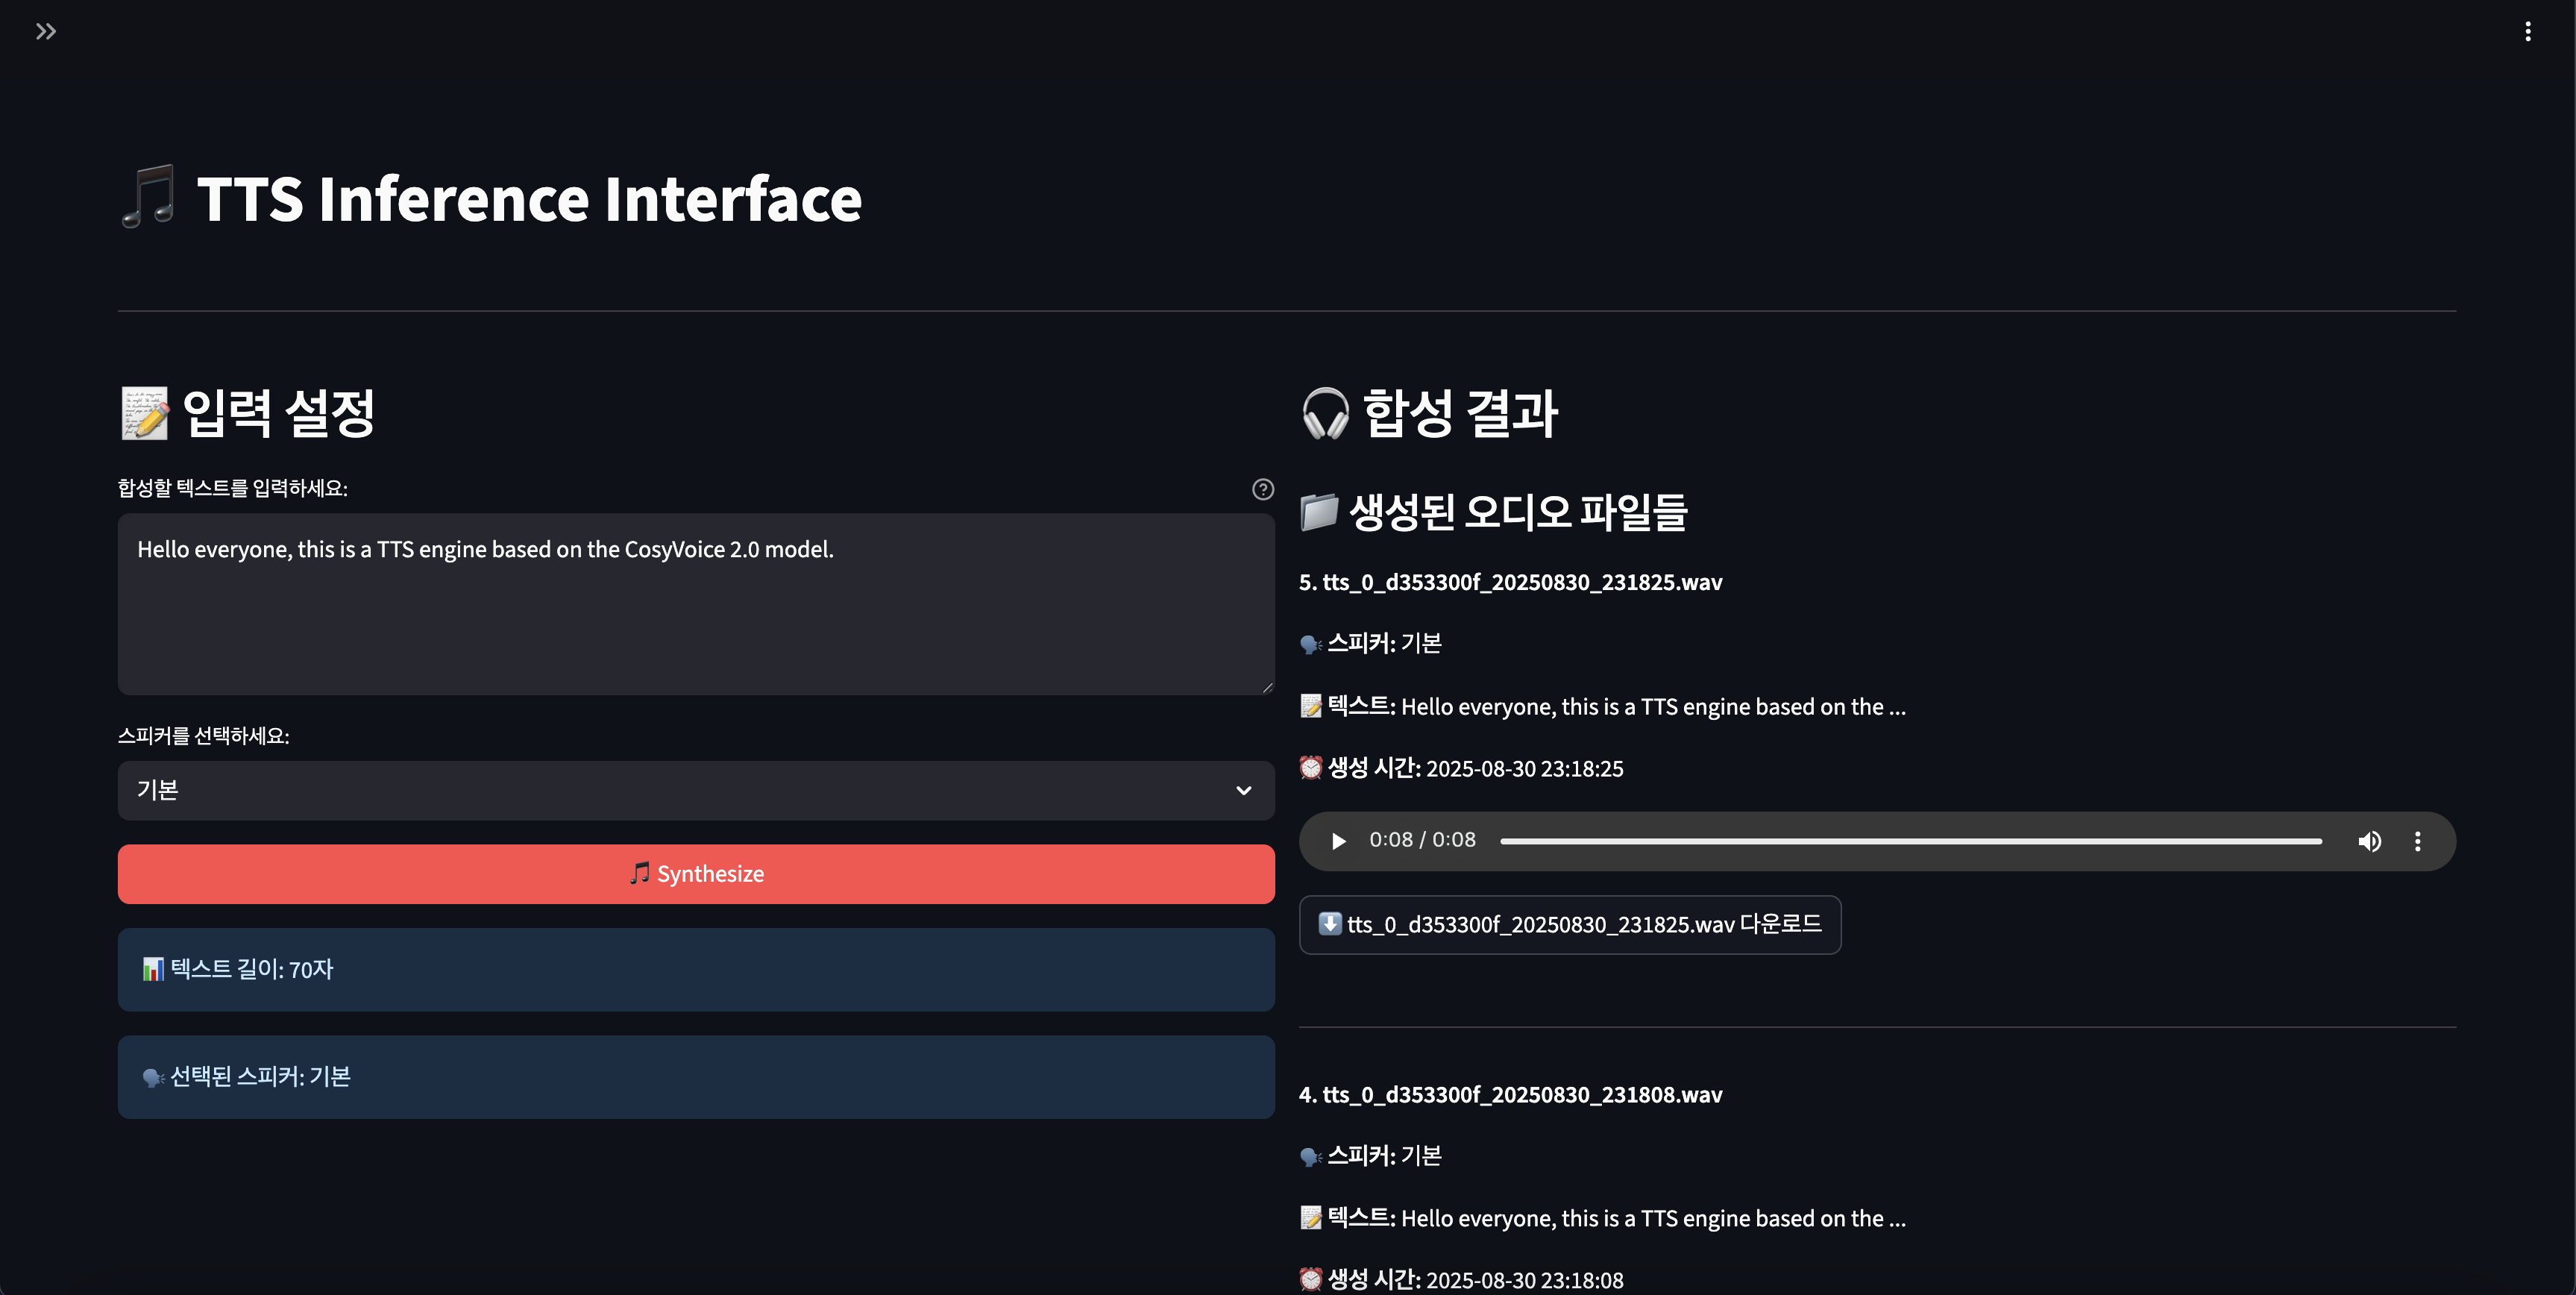 TTS Inference Interface
입력 설정
합성할 텍스트를 입력하세요:
Hello everyone, this is a TTS engine based on the CosyVoice 2.0 model.
스피커를 선택하세요:
기본
Synthesize
텍스트 길이: 70자
선택된 스피커: 기본
합성 결과
생성된 오디오 파일들
5. tts_0_d353300f_20250830_231825.wav
스피커: 기본
텍스트: Hello everyone, this is a TTS engine based on the ...
생성 시간: 2025-08-30 23:18:25
0:08 / 0:08
tts_0_d353300f_20250830_231825.wav 다운로드
4. tts_0_d353300f_20250830_231808.wav
스피커: 기본
텍스트: Hello everyone, this is a TTS engine based on the ...
생성 시간: 2025-08-30 23:18:08